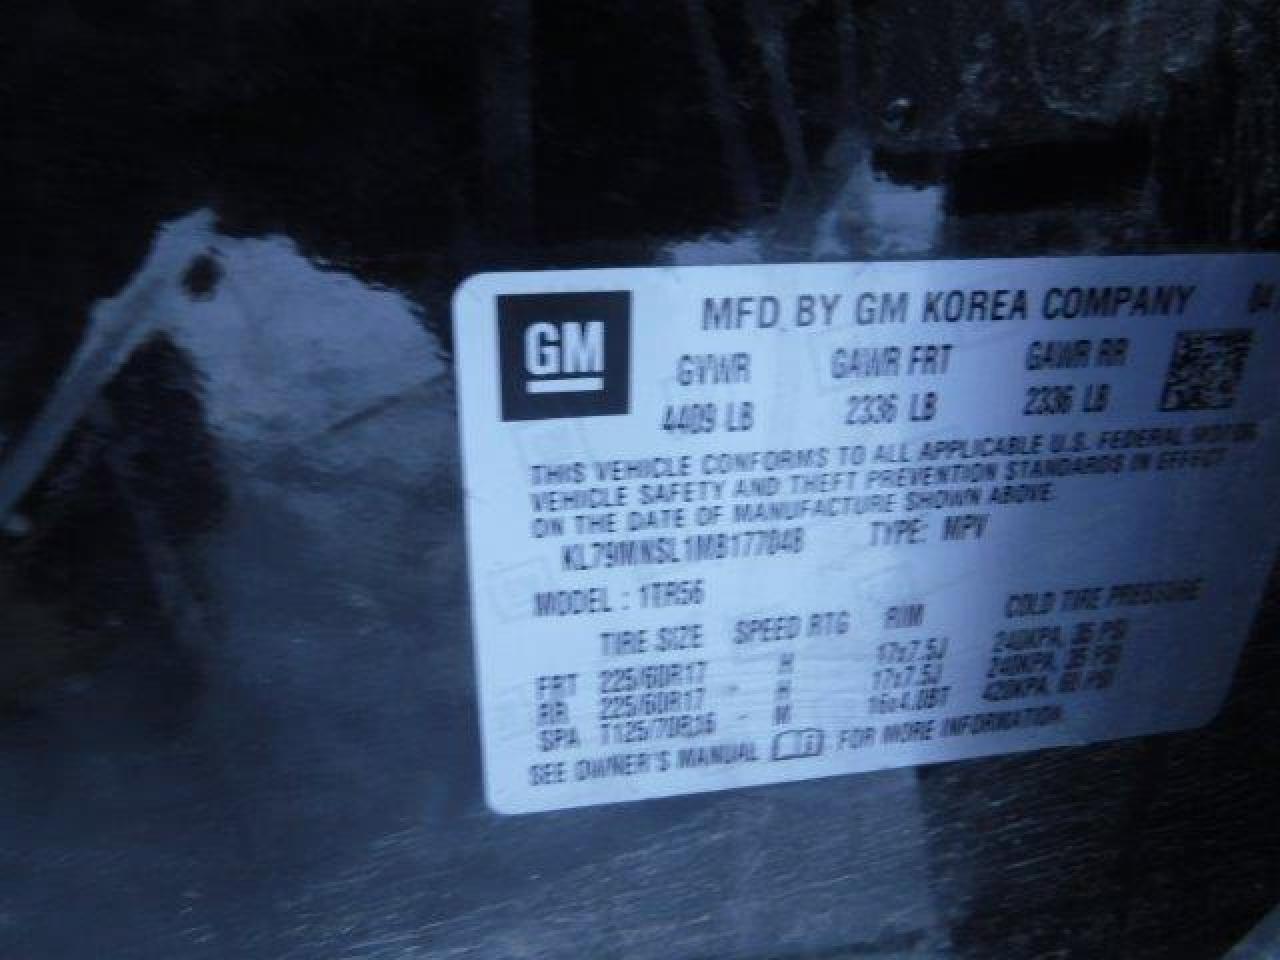 GM
MFD BY GM KOREA COMPANY 04
GVWR GAWR FRT GAWR RR
4409 LB 2336 LB 2336 LB
THIS VEHICLE CONFORMS TO ALL APPLICABLE U.S. FEDERAL MOTOR
VEHICLE SAFETY AND THEFT PREVENTION STANDARDS IN EFFECT
ON THE DATE OF MANUFACTURE SHOWN ABOVE.
KL79MNSL1MB177048 TYPE: MPV
MODEL : 1TR56
TIRE SIZE SPEED RTG RIM COLD TIRE PRESSURE
FRT 225/60R17 - H 17x7.5J 240KPA, 35 PSI
RR 225/60R17 - H 17x7.5J 240KPA, 35 PSI
SPA T125/70R16 - M 16x4.0BT 420KPA, 60 PSI
SEE OWNER'S MANUAL FOR MORE INFORMATION